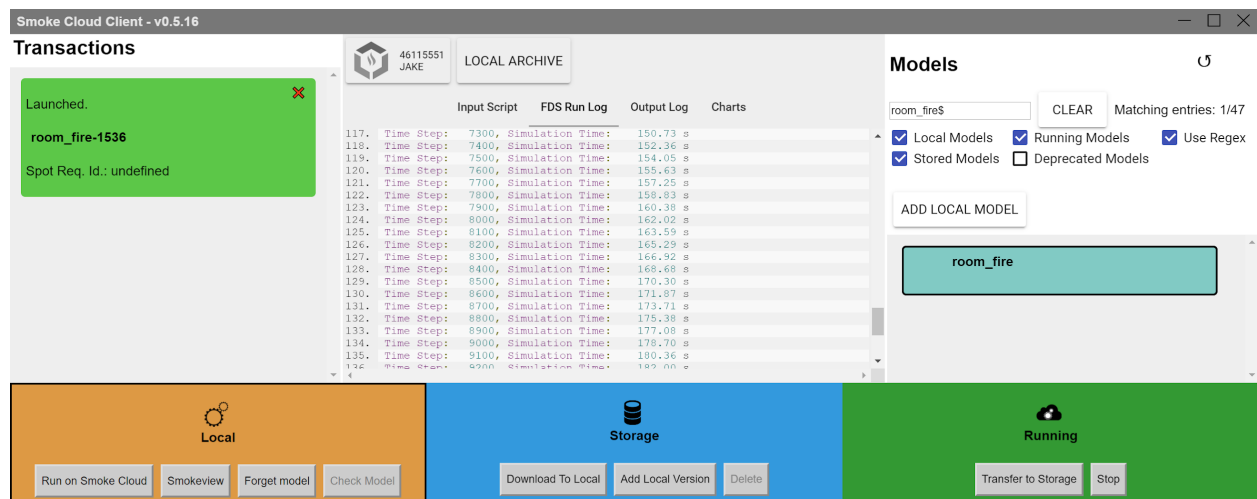 Smoke Cloud Client - v0.5.16
Transactions
Launched.
room_fire-1536
Spot Req. Id.: undefined
46115551
JAKE
LOCAL ARCHIVE
Input Script FDS Run Log Output Log Charts
117. Time Step: 7300, Simulation Time: 150.73 s
118. Time Step: 7400, Simulation Time: 152.36 s
119. Time Step: 7500, Simulation Time: 154.05 s
120. Time Step: 7600, Simulation Time: 155.63 s
121. Time Step: 7700, Simulation Time: 157.25 s
122. Time Step: 7800, Simulation Time: 158.83 s
123. Time Step: 7900, Simulation Time: 160.38 s
124. Time Step: 8000, Simulation Time: 162.02 s
125. Time Step: 8100, Simulation Time: 163.59 s
126. Time Step: 8200, Simulation Time: 165.29 s
127. Time Step: 8300, Simulation Time: 166.92 s
128. Time Step: 8400, Simulation Time: 168.68 s
129. Time Step: 8500, Simulation Time: 170.30 s
130. Time Step: 8600, Simulation Time: 171.87 s
131. Time Step: 8700, Simulation Time: 173.71 s
132. Time Step: 8800, Simulation Time: 175.38 s
133. Time Step: 8900, Simulation Time: 177.08 s
134. Time Step: 9000, Simulation Time: 178.70 s
135. Time Step: 9100, Simulation Time: 180.36 s
136. Time Step: 9200, Simulation Time: 182.00 s
Models
room_fire$
CLEAR
Matching entries: 1/47
Local Models Running Models Use Regex
Stored Models Deprecated Models
ADD LOCAL MODEL
room_fire
Local
Run on Smoke Cloud Smokeview Forget model Check Model
Storage
Download To Local Add Local Version Delete
Running
Transfer to Storage Stop